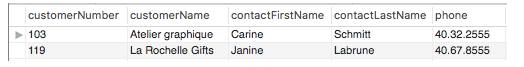 customerNumber customerName contactFirstName contactLastName phone
103 Atelier graphique Carine Schmitt 40.32.2555
119 La Rochelle Gifts Janine Labrune 40.67.8555